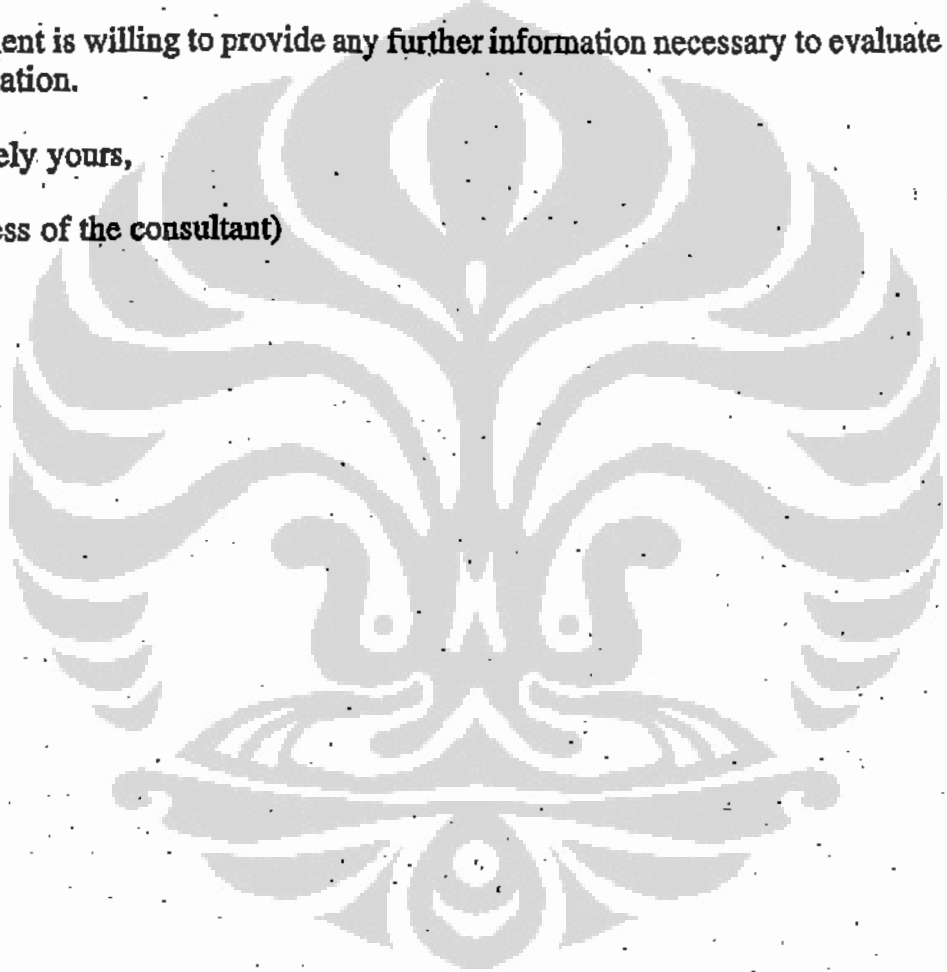 ent is willing to provide any further information necessary to evaluate
ation.
ely yours,
ess of the consultant)